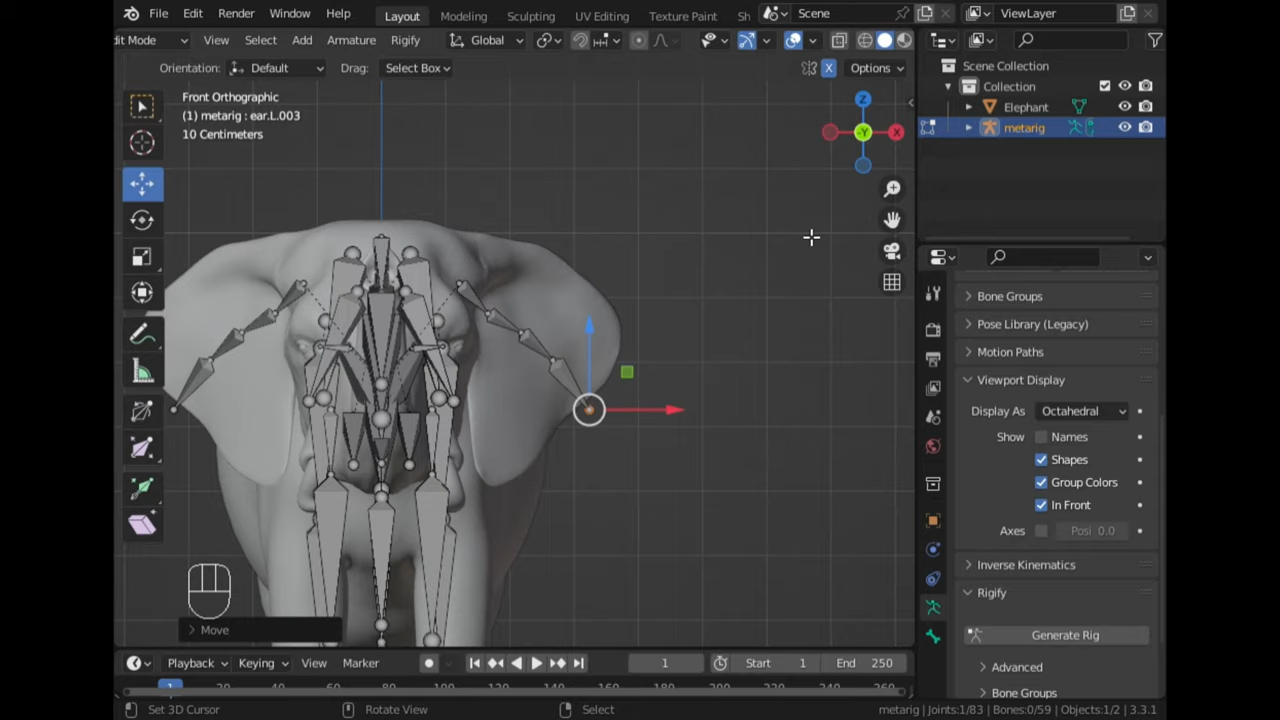 File Edit Render Window Help Layout Modeling Sculpting UV Editing Texture Paint Sh Scene ViewLayer
dit Mode View Select Add Armature Rigify Global
Orientation: Default Drag: Select Box X Options
Front Orthographic
(1) metarig : ear.L.003
10 Centimeters
Z
-Y
X
Scene Collection
Collection
Elephant
metarig
Bone Groups
Pose Library (Legacy)
Motion Paths
Viewport Display
Display As Octahedral
Show Names
Shapes
Group Colors
In Front
Axes Posi 0.0
Inverse Kinematics
Rigify
Generate Rig
Advanced
Bone Groups
Move
Playback Keying View Marker 1 Start 1 End 250
Set 3D Cursor Rotate View Select metarig | Joints:1/83 | Bones:0/59 | Objects:1/2 | 3.3.1